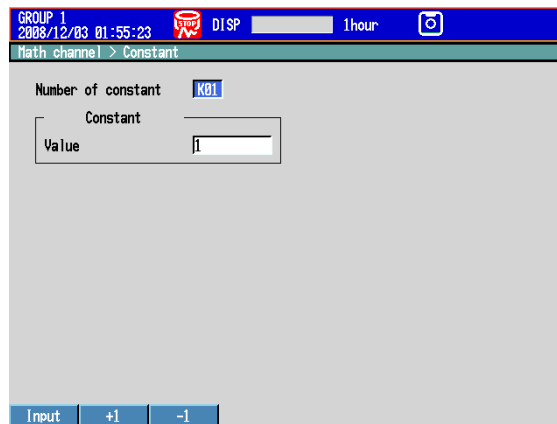 GROUP 1
2008/12/03 01:55:23 STOP DISP 1hour
Math channel > Constant
Number of constant K01
Constant
Value 1
Input +1 -1